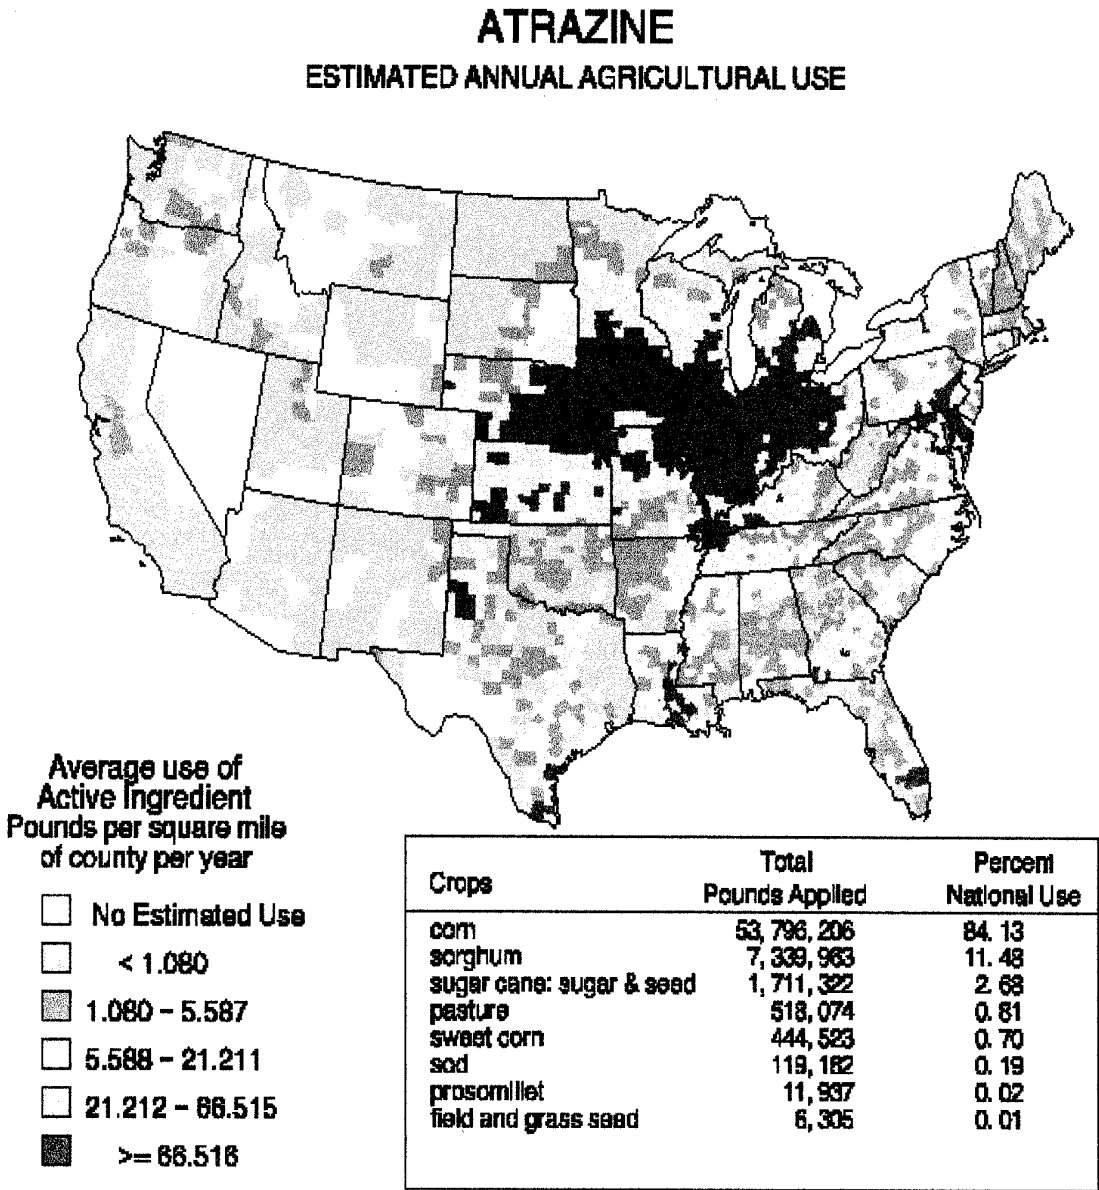 ATRAZINE
ESTIMATED ANNUAL AGRICULTURAL USE
Average use of
Active Ingredient
Pounds per square mile
of county per year
No Estimated Use
< 1.080
1.080 - 5.587
5.588 - 21.211
21.212 - 66.515
>= 66.516
Crops Total Pounds Applied Percent National Use
corn 53,796,206 84.13
sorghum 7,339,963 11.48
sugar cane: sugar & seed 1,711,322 2.68
pasture 518,074 0.81
sweet corn 444,523 0.70
sod 119,182 0.19
prosomillet 11,937 0.02
field and grass seed 6,305 0.01